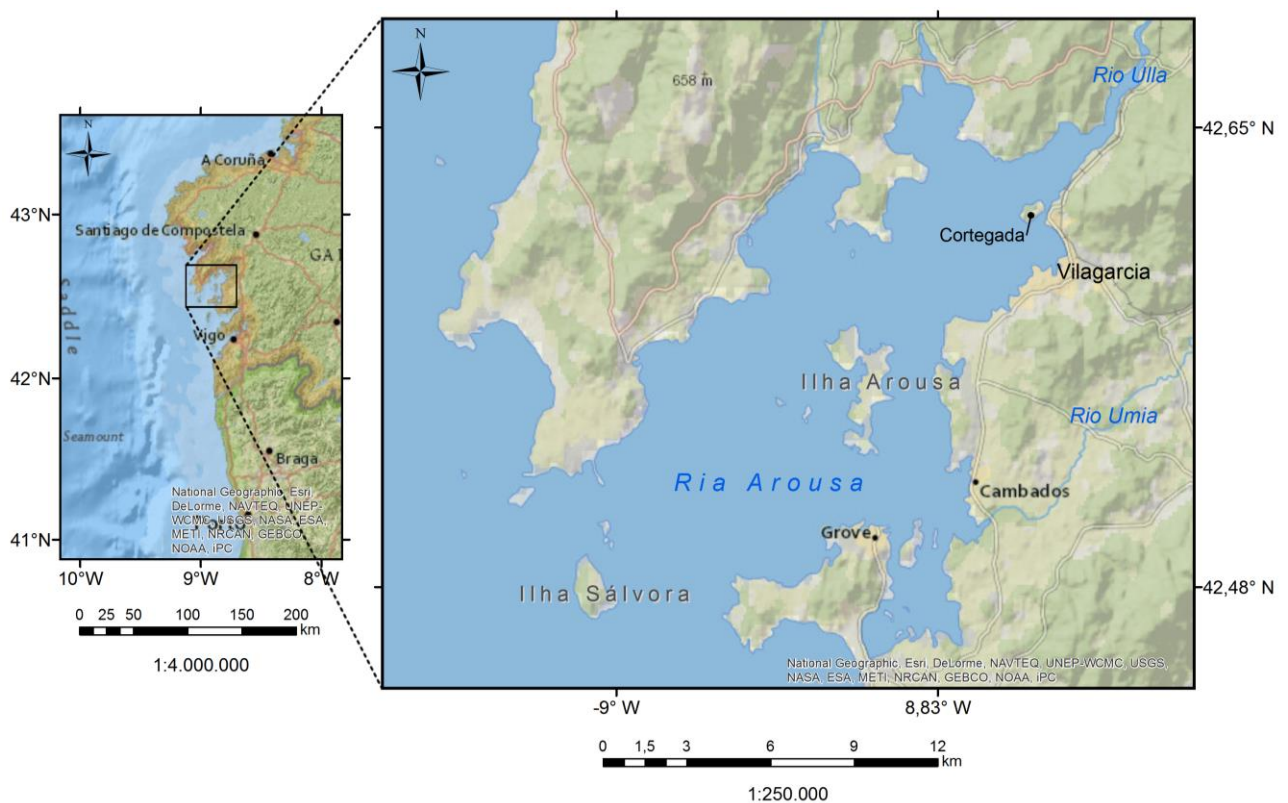 N
A Coruña
43°N
Santiago de Compostela
GA
Saddle
Vigo
42°N
Seamount
Braga
National Geographic, Esri,
DeLorme, NAVTEQ, UNEP-
WCMC, USGS, NASA, ESA,
METI, NRCAN, GEBCO,
NOAA, iPC
Porto
41°N
10°W
9°W
8°W
0 25 50 100 150 200
km
1:4.000.000
N
658 m
Rio Ulla
42,65° N
Cortegada
Vilagarcia
Ilha Arousa
Rio Umia
Ria Arousa
Cambados
Grove
Ilha Sálvora
42,48° N
National Geographic, Esri, DeLorme, NAVTEQ, UNEP-WCMC, USGS,
NASA, ESA, METI, NRCAN, GEBCO, NOAA, iPC
-9° W
8,83° W
0 1,5 3 6 9 12
km
1:250.000